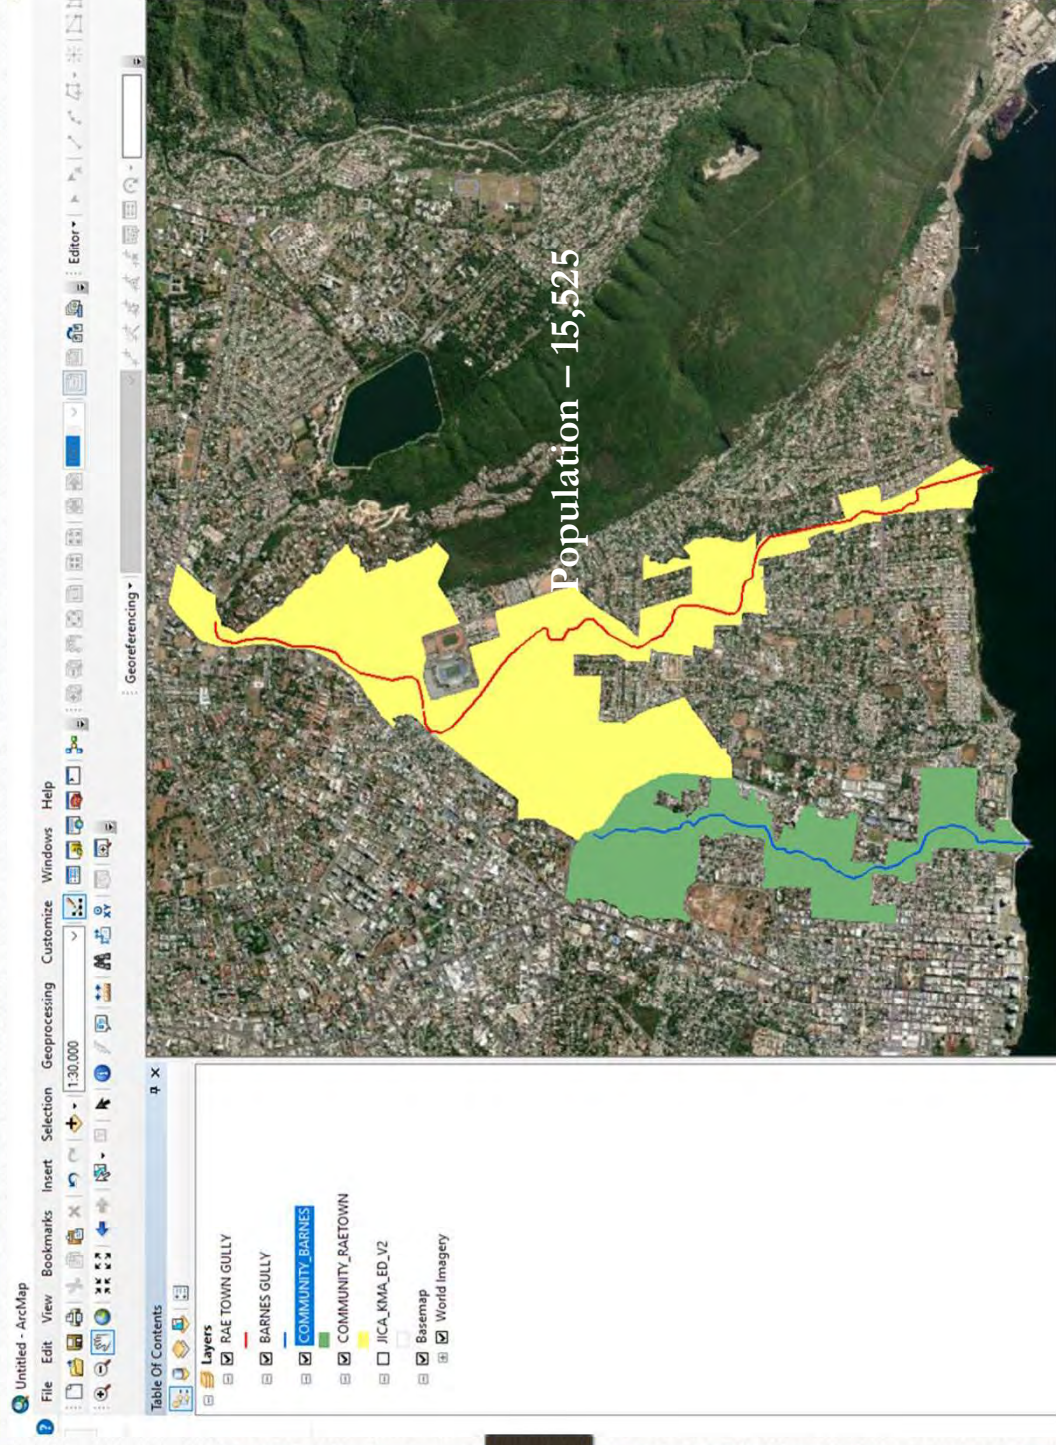 Untitled - ArcMap
File Edit View Bookmarks Insert Selection Geoprocessing Customize Windows Help
1:30,000
Editor
Georeferencing
Table Of Contents
Layers
RAE TOWN GULLY
BARNES GULLY
COMMUNITY_BARNES
COMMUNITY_RAETOWN
JICA_KMA_ED_V2
Basemap
World Imagery
Population – 15,525